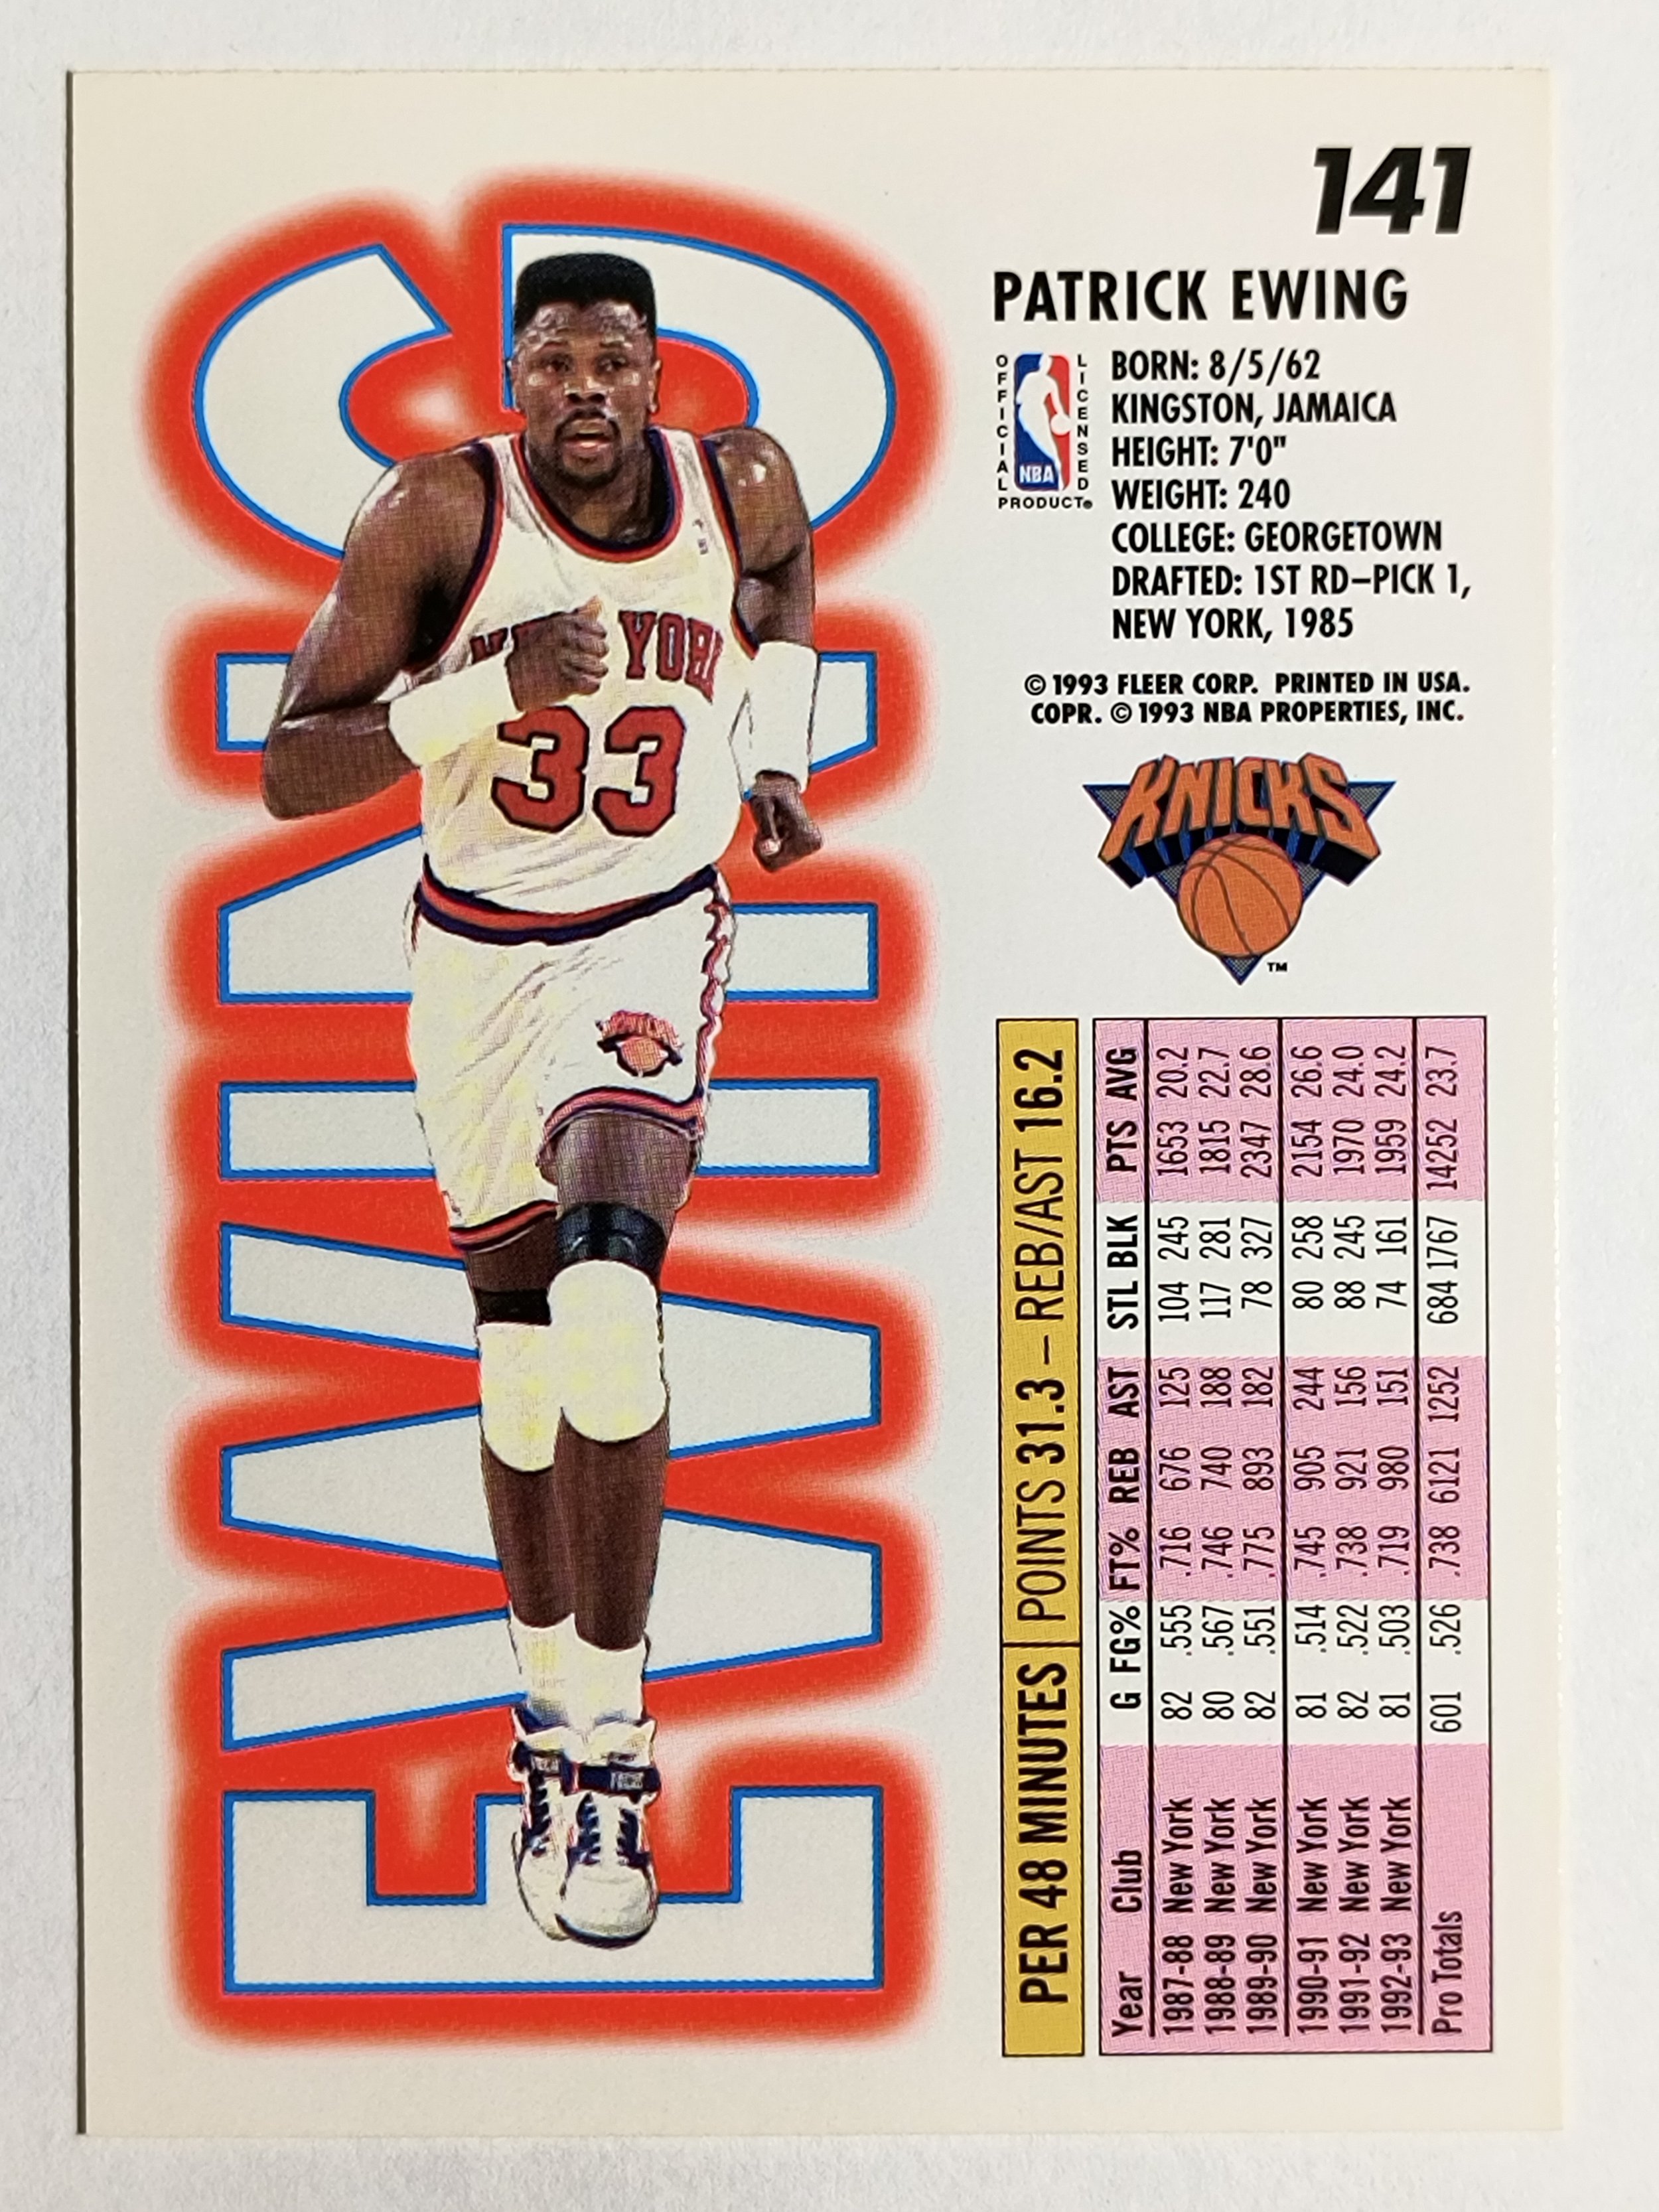 141
PATRICK EWING
OFFICIAL LICENSED
NBA
PRODUCT®
BORN: 8/5/62
KINGSTON, JAMAICA
HEIGHT: 7'0"
WEIGHT: 240
COLLEGE: GEORGETOWN
DRAFTED: 1ST RD–PICK 1,
NEW YORK, 1985
© 1993 FLEER CORP. PRINTED IN USA.
COPR. © 1993 NBA PROPERTIES, INC.
KNICKS
TM
EWING
NEW YORK
33
KNICKS
PER 48 MINUTES POINTS 31.3 – REB/AST 16.2
Year Club G FG% FT% REB AST STL BLK PTS AVG
1987-88 New York 82 .555 .716 676 125 104 245 1653 20.2
1988-89 New York 80 .567 .746 740 188 117 281 1815 22.7
1989-90 New York 82 .551 .775 893 182 78 327 2347 28.6
1990-91 New York 81 .514 .745 905 244 80 258 2154 26.6
1991-92 New York 82 .522 .738 921 156 88 245 1970 24.0
1992-93 New York 81 .503 .719 980 151 74 161 1959 24.2
Pro Totals 601 .526 .738 6121 1252 684 1767 14252 23.7